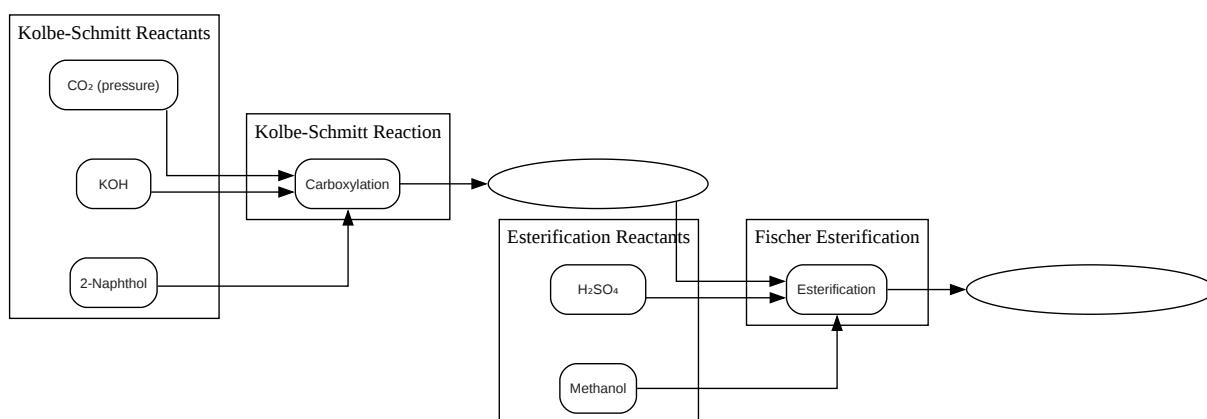 Kolbe-Schmitt Reactants
CO₂ (pressure)
KOH
2-Naphthol
Kolbe-Schmitt Reaction
Carboxylation
Esterification Reactants
H₂SO₄
Methanol
Fischer Esterification
Esterification